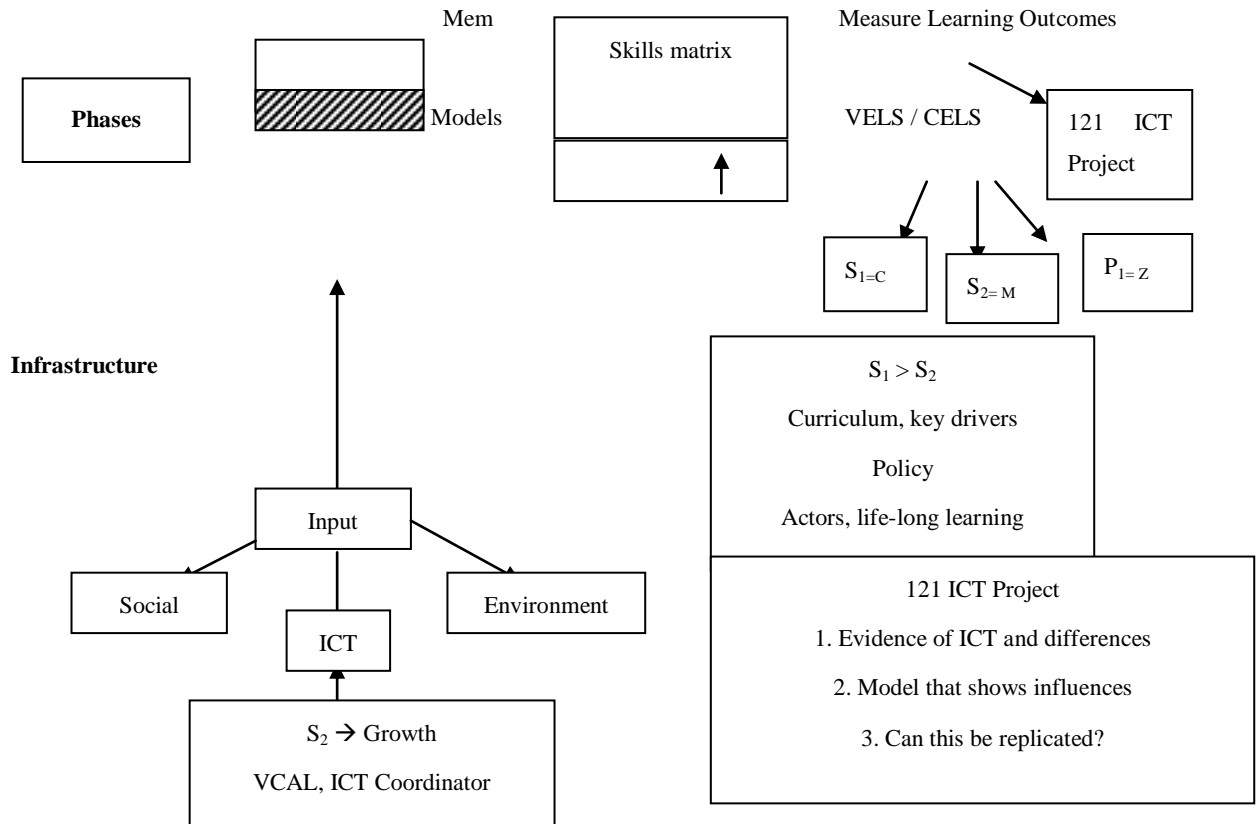 Mem
Measure Learning Outcomes
Skills matrix
Phases
Models
VELS / CELS
121 ICT
Project
S₁₌C
S₂₌ M
P₁₌ Z
Infrastructure
S₁ > S₂
Curriculum, key drivers
Policy
Actors, life-long learning
Input
Social
Environment
ICT
121 ICT Project
1. Evidence of ICT and differences
2. Model that shows influences
3. Can this be replicated?
S₂ → Growth
VCAL, ICT Coordinator